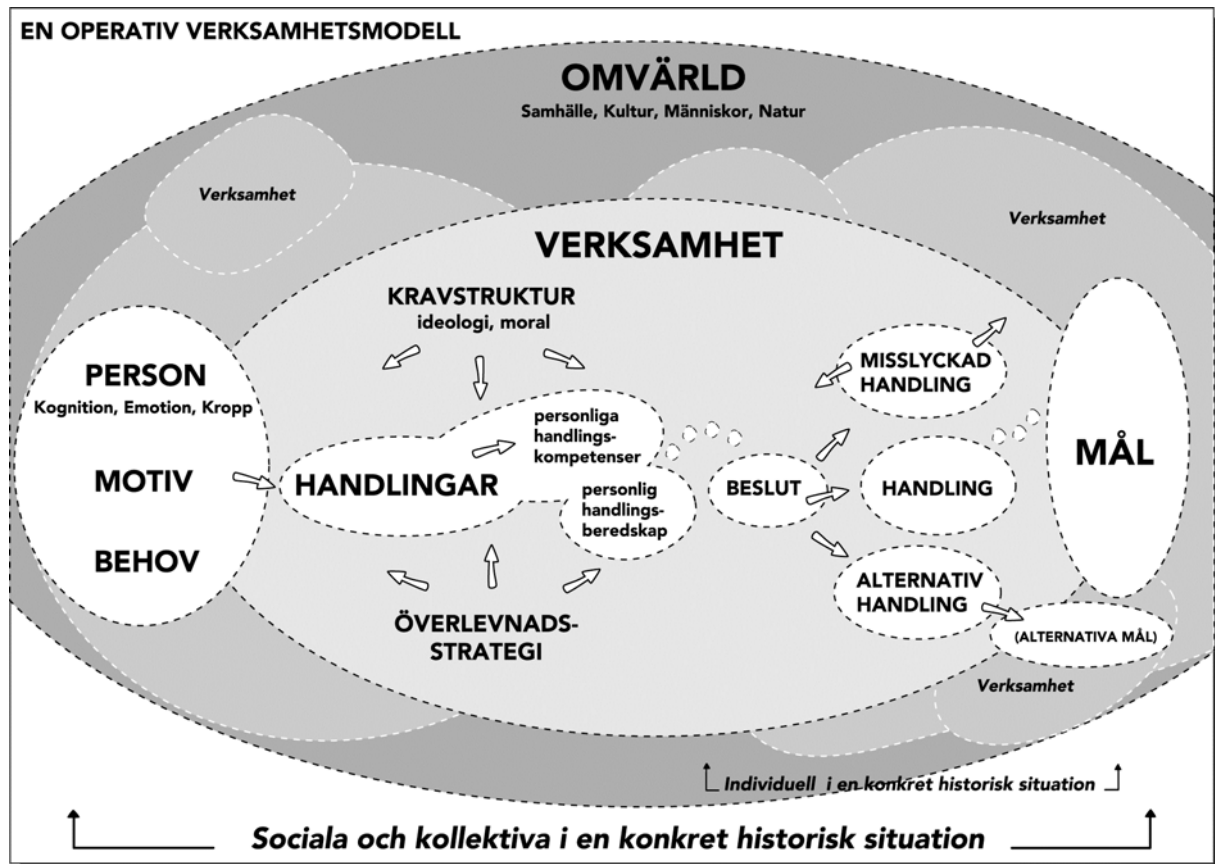 EN OPERATIV VERKSAMHETSMODELL
OMVÄRLD
Samhälle, Kultur, Människor, Natur
Verksamhet
Verksamhet
VERKSAMHET
KRAVSTRUKTUR
ideologi, moral
PERSON
Kognition, Emotion, Kropp
MOTIV
BEHOV
HANDLINGAR
personliga
handlings-
kompetenser
personlig
handlings-
beredskap
ÖVERLEVNADS-
STRATEGI
BESLUT
MISSLYCKAD
HANDLING
HANDLING
ALTERNATIV
HANDLING
MÅL
(ALTERNATIVA MÅL)
Verksamhet
Individuell i en konkret historisk situation
Sociala och kollektiva i en konkret historisk situation